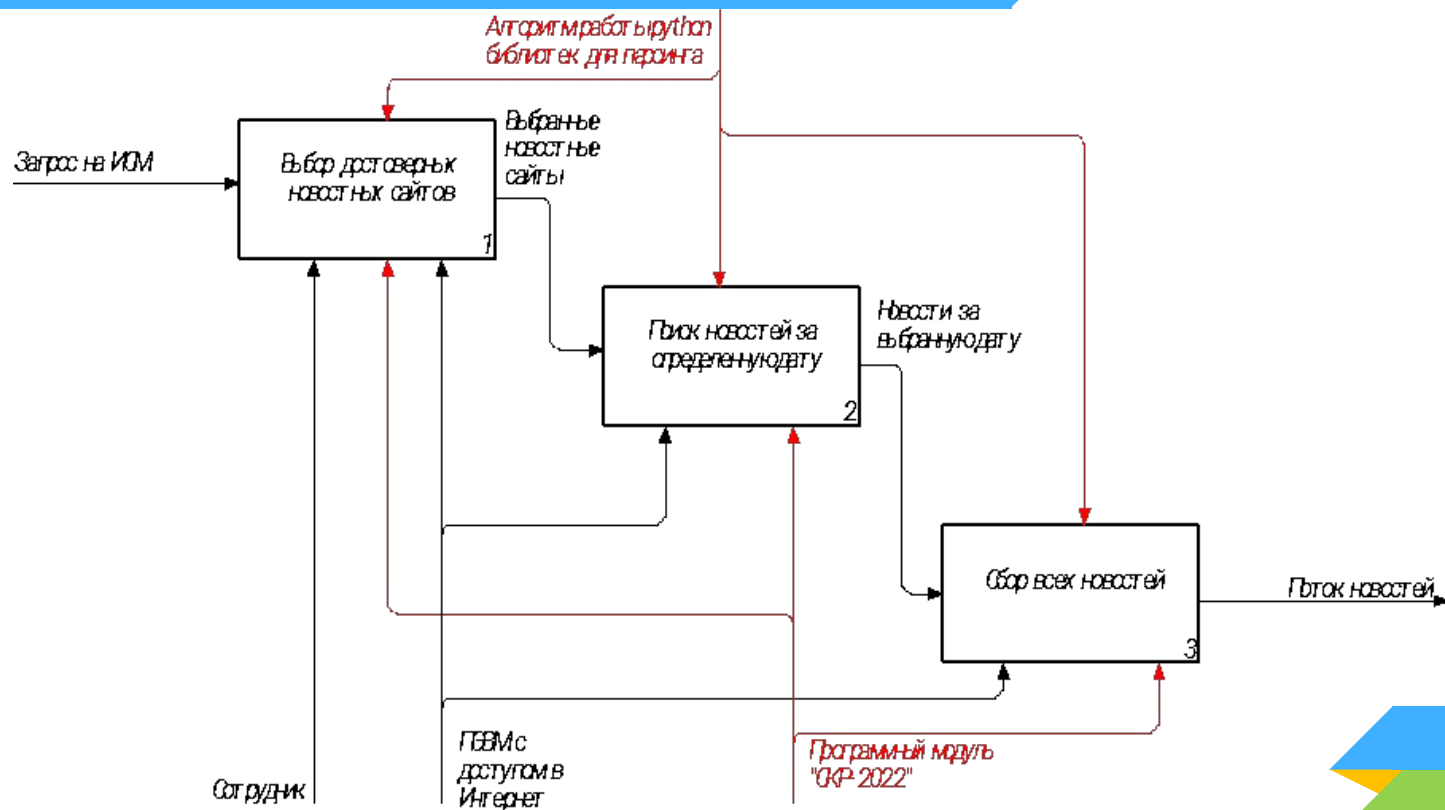 Алгоритм работы python
библиотек для парсинга
Запрос на ИОМ
Выбор достоверных
новостных сайтов
1
Выбранные
новостные
сайты
Поиск новостей за
определенную дату
2
Новости за
выбранную дату
Сбор всех новостей
3
Поток новостей
Сотрудник
ПЭВМ с
доступом в
Интернет
Программный модуль
"СКР-2022"